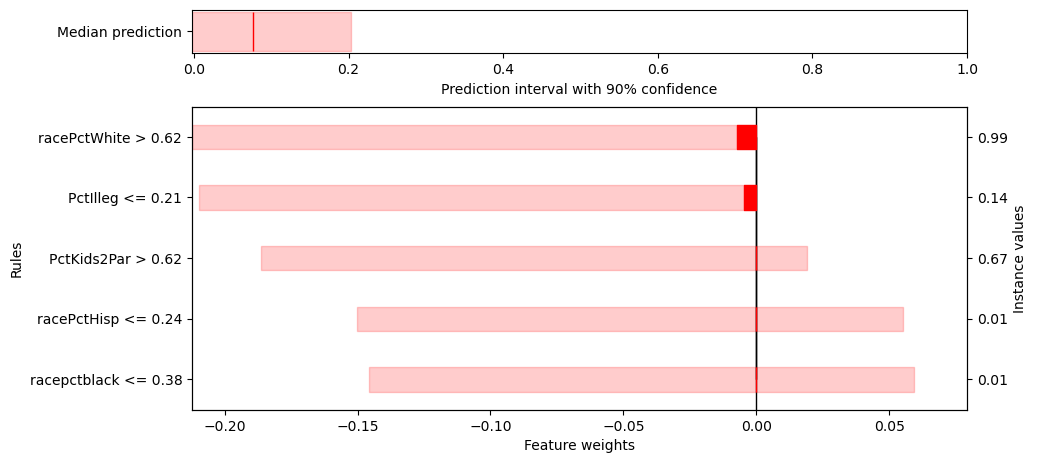 Median prediction
0.0 0.2 0.4 0.6 0.8 1.0
Prediction interval with 90% confidence
racePctWhite > 0.62 0.99
PctIlleg <= 0.21 0.14
PctKids2Par > 0.62 0.67
racePctHisp <= 0.24 0.01
racepctblack <= 0.38 0.01
Rules
Instance values
−0.20 −0.15 −0.10 −0.05 0.00 0.05
Feature weights